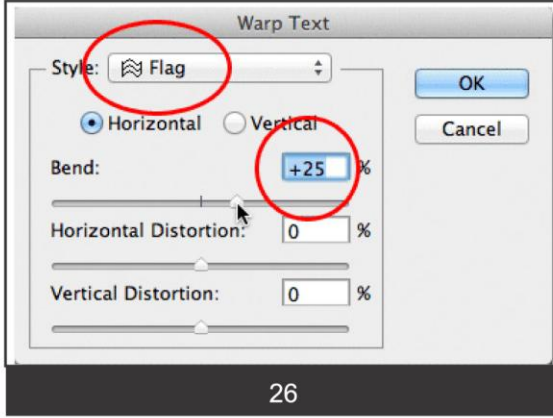 Warp Text
Style: Flag
OK
Horizontal Vertical
Cancel
Bend: +25 %
Horizontal Distortion: 0 %
Vertical Distortion: 0 %
26